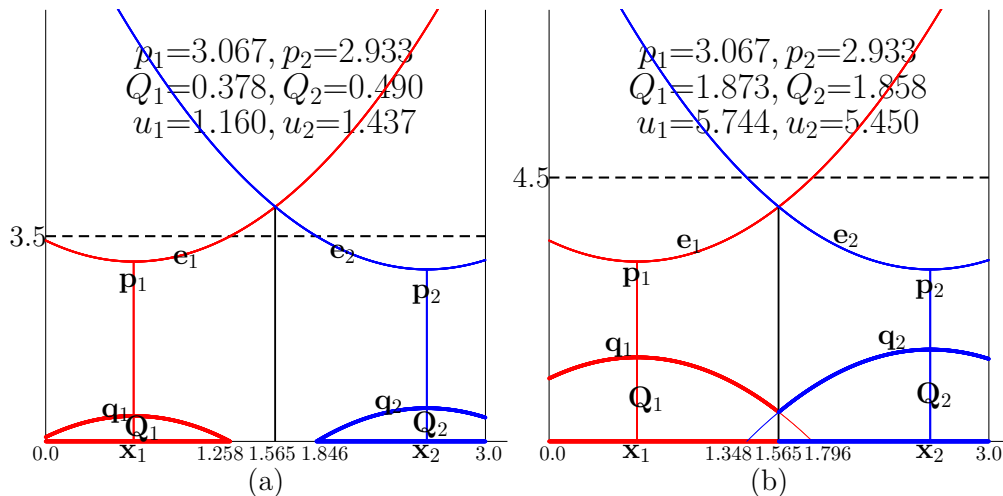 p₁=3.067, p₂=2.933
Q₁=0.378, Q₂=0.490
u₁=1.160, u₂=1.437
3.5
e₁
e₂
p₁
p₂
q₁
Q₁
q₂
Q₂
0.0
x₁
1.258
1.565
1.846
x₂
3.0
(a)
p₁=3.067, p₂=2.933
Q₁=1.873, Q₂=1.858
u₁=5.744, u₂=5.450
4.5
e₁
e₂
p₁
p₂
q₁
q₂
Q₁
Q₂
0.0
x₁
1.348
1.565
1.796
x₂
3.0
(b)